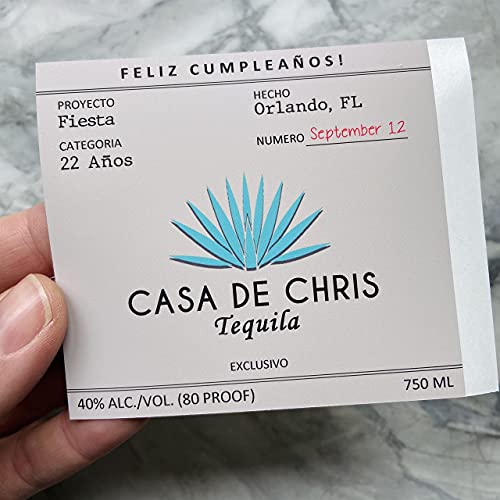 FELIZ CUMPLEAÑOS!
PROYECTO
Fiesta
CATEGORIA
22 Años
HECHO
Orlando, FL
NUMERO September 12
CASA DE CHRIS
Tequila
EXCLUSIVO
40% ALC./VOL. (80 PROOF)
750 ML